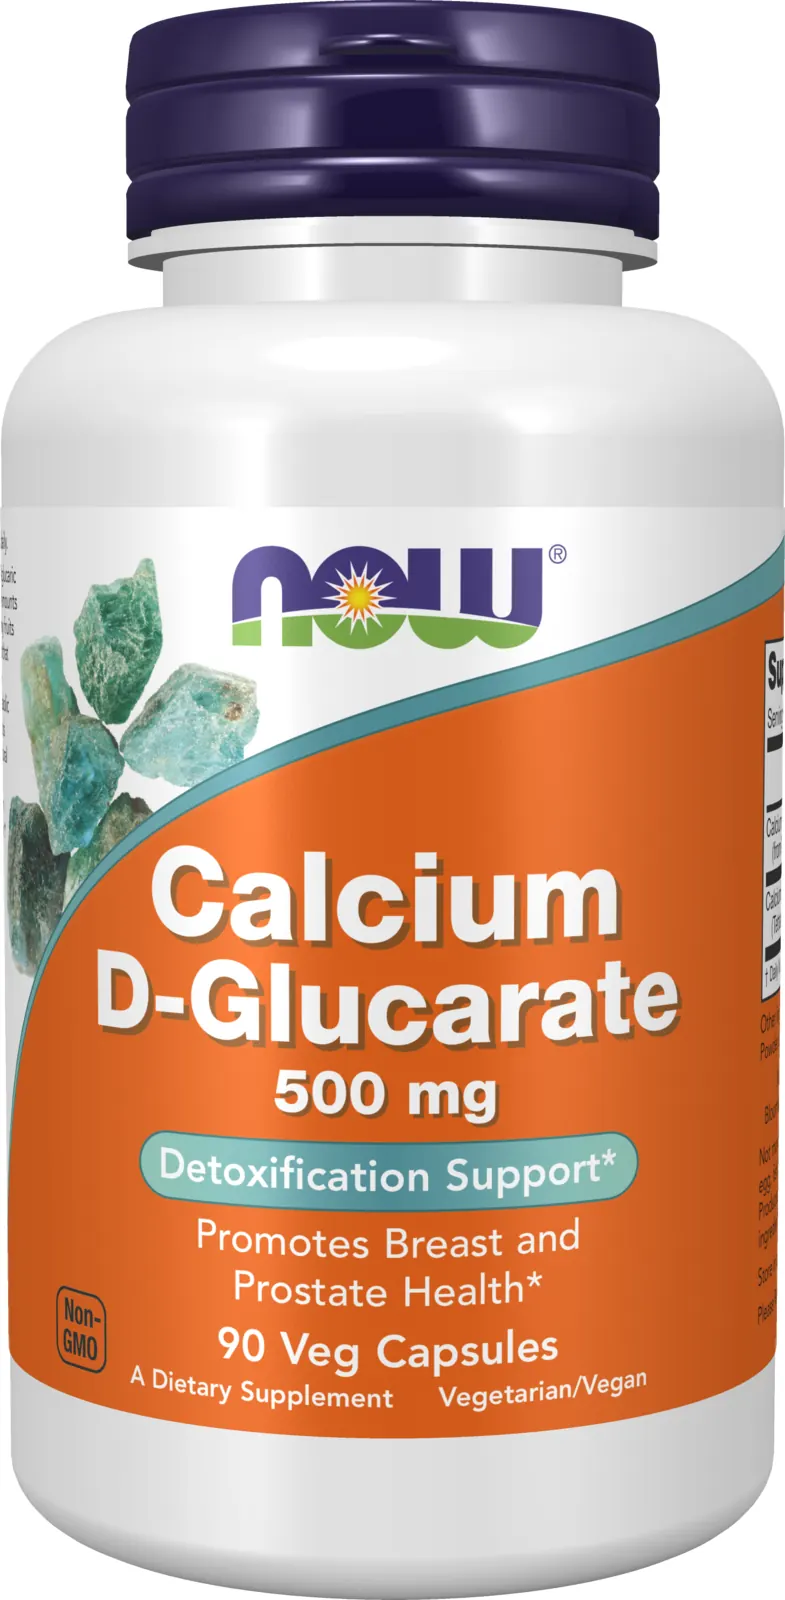 now®
Calcium
D-Glucarate
500 mg
Detoxification Support*
Promotes Breast and
Prostate Health*
Non-
GMO
90 Veg Capsules
A Dietary Supplement
Vegetarian/Vegan